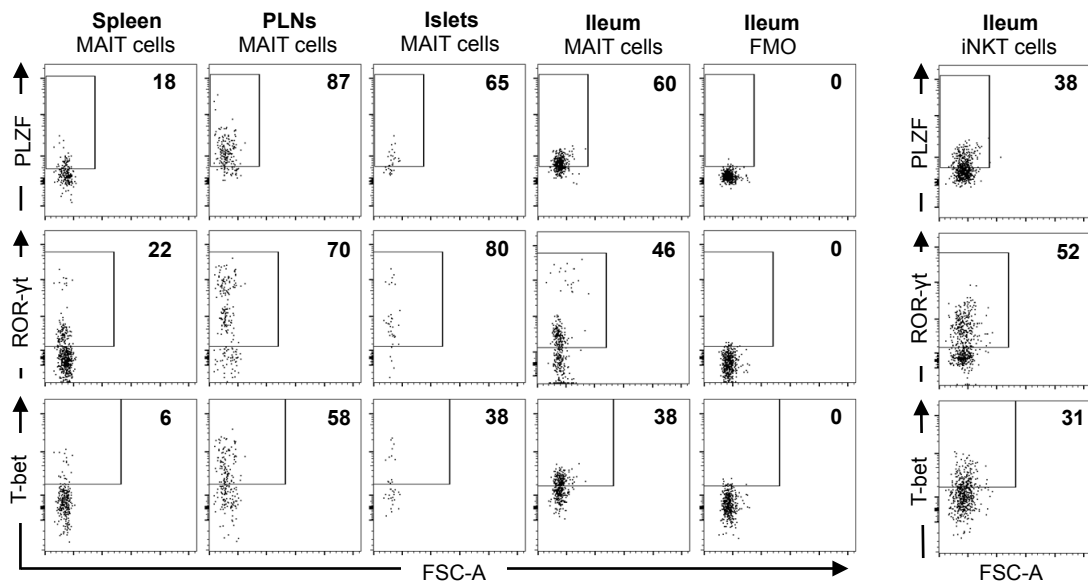 Spleen PLNs Islets Ileum Ileum Ileum
MAIT cells MAIT cells MAIT cells MAIT cells FMO iNKT cells
PLZF 18 87 65 60 0 PLZF 38
ROR-γt 22 70 80 46 0 ROR-γt 52
T-bet 6 58 38 38 0 T-bet 31
FSC-A FSC-A